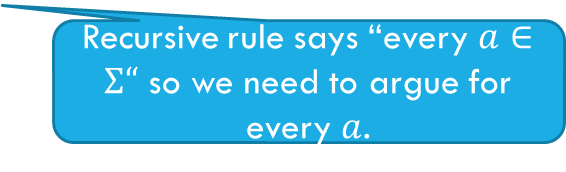 Recursive rule says “every 𝑎 ∈
Σ“ so we need to argue for
every 𝑎.